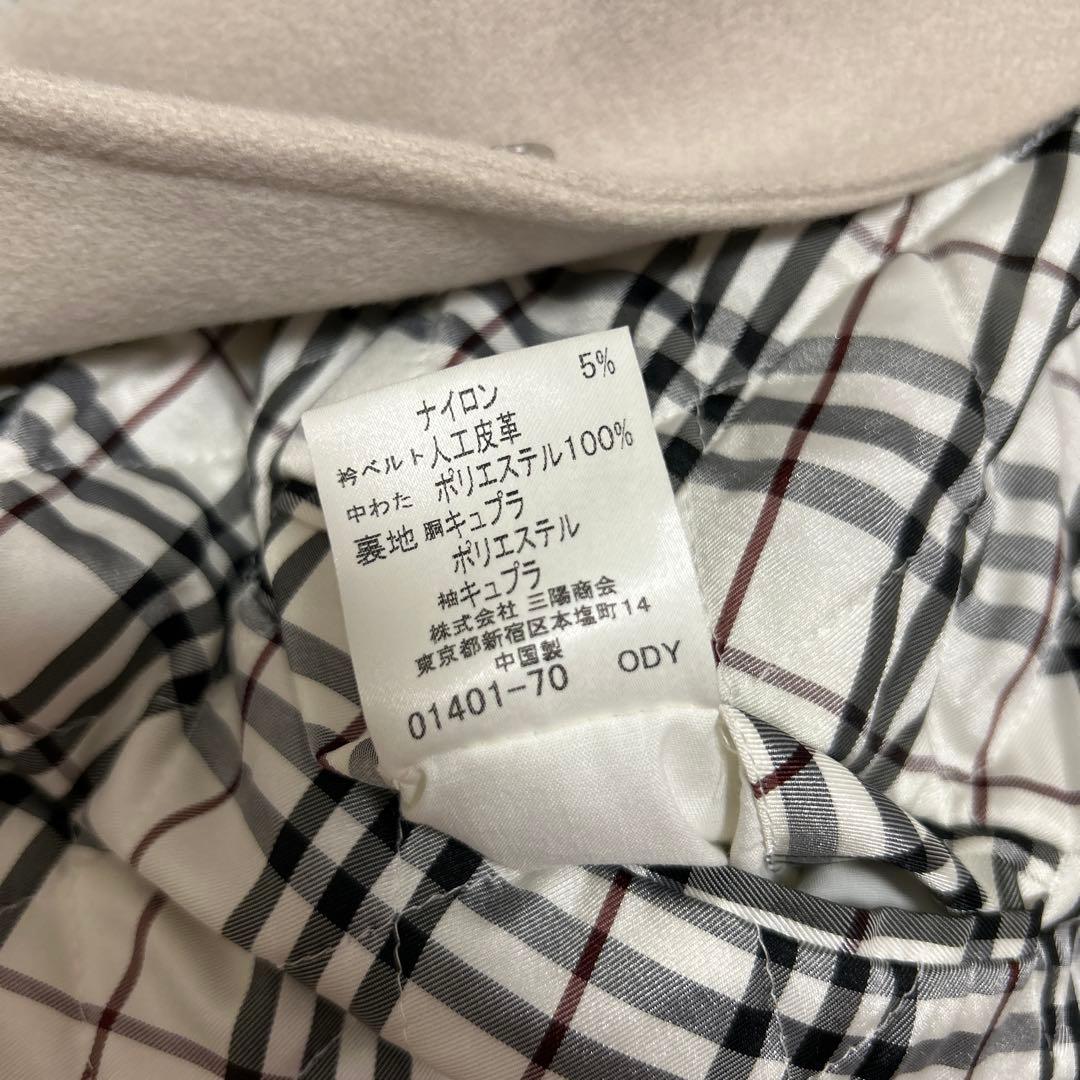 ナイロン 5%
衿ベルト人工皮革
中わた ポリエステル100%
裏地 胴キュプラ
ポリエステル
袖キュプラ
株式会社 三陽商会
東京都新宿区本塩町14
中国製
01401-70 ODY